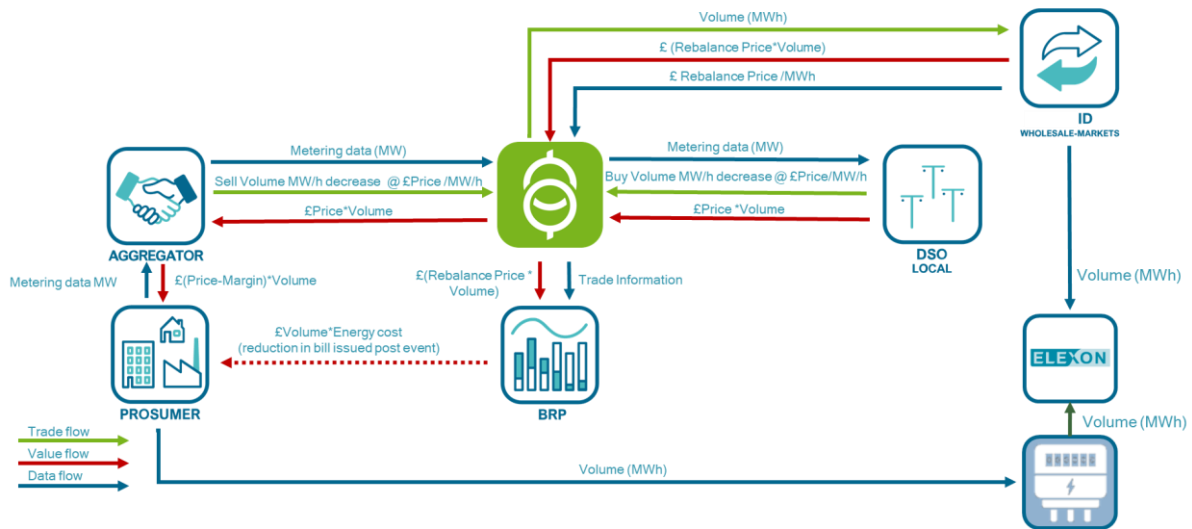 Volume (MWh)
£ (Rebalance Price*Volume)
£ Rebalance Price /MWh
ID
WHOLESALE-MARKETS
Metering data (MW)
Sell Volume MW/h decrease @ £Price /MW/h
£Price*Volume
AGGREGATOR
Metering data (MW)
Buy Volume MW/h decrease @ £Price/MW/h
£Price *Volume
DSO
LOCAL
Metering data MW
£(Price-Margin)*Volume
£(Rebalance Price *
Volume)
Trade Information
Volume (MWh)
£Volume*Energy cost
(reduction in bill issued post event)
ELEXON
PROSUMER
BRP
Volume (MWh)
Trade flow
Value flow
Data flow
Volume (MWh)